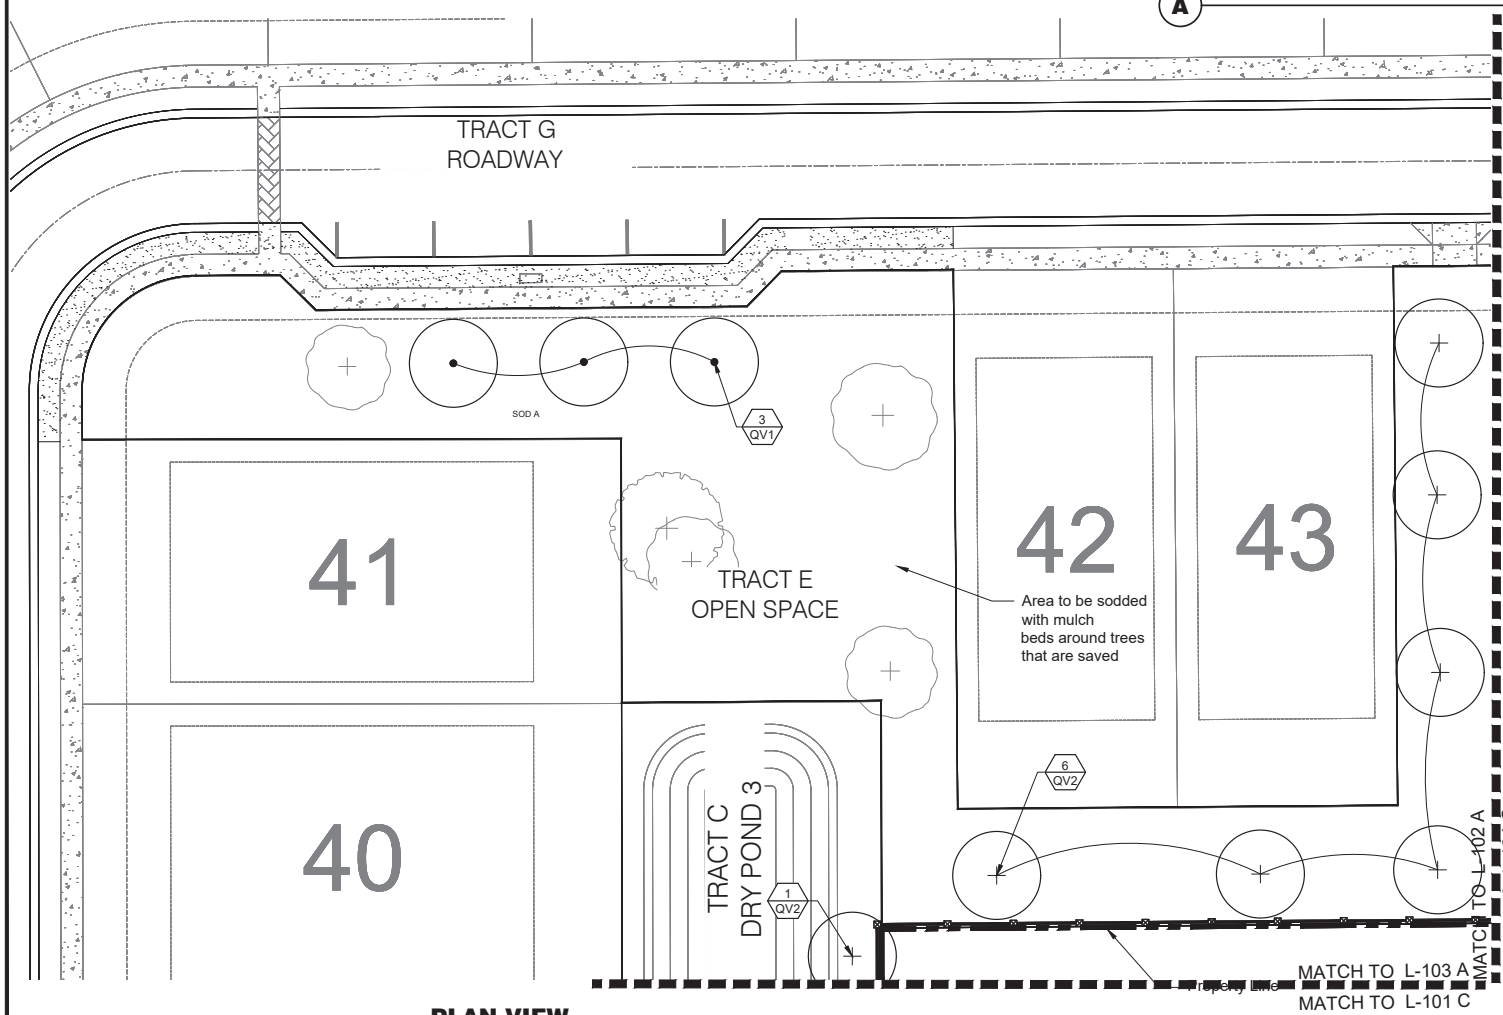 A
TRACT G
ROADWAY
3
QV1
SOD A
41
42
43
TRACT E
OPEN SPACE
Area to be sodded
with mulch
beds around trees
that are saved
6
QV2
40
TRACT C
DRY POND 3
1
QV2
MATCH TO L-102 A
MATCH TO L-103 A
Property Line
MATCH TO L-101 C
PLAN VIEW